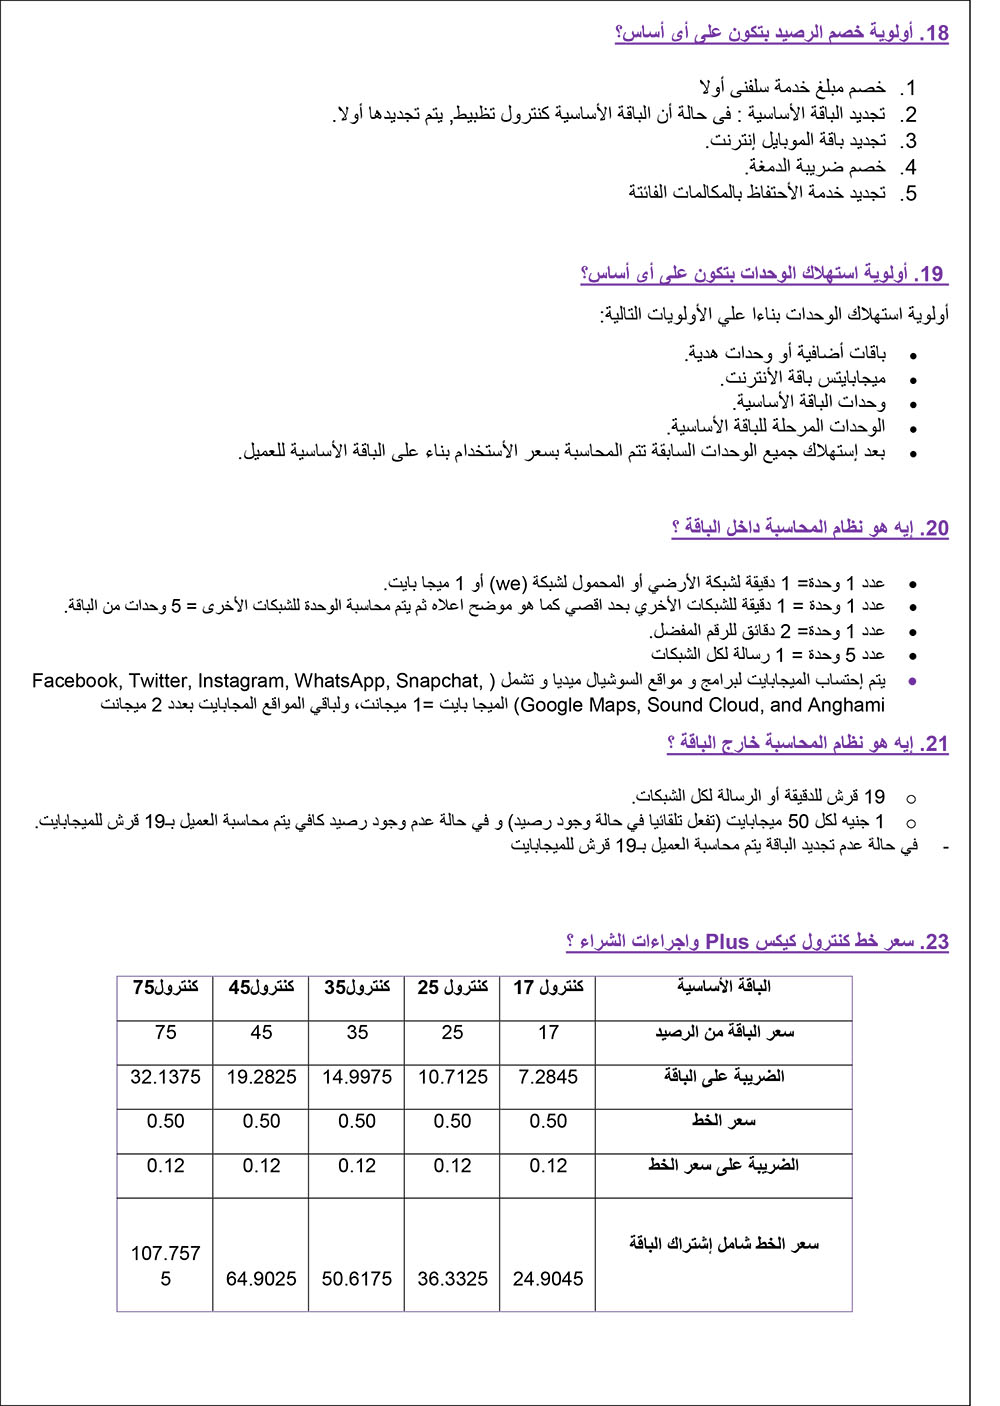 18. أولوية خصم الرصيد بتكون على أى أساس؟
1. خصم مبلغ خدمة سلفنى أولا
2. تجديد الباقة الأساسية : فى حالة أن الباقة الأساسية كنترول تظبيط, يتم تجديدها أولا.
3. تجديد باقة الموبايل إنترنت.
4. خصم ضريبة الدمغة.
5. تجديد خدمة الأحتفاظ بالمكالمات الفائتة
19. أولوية استهلاك الوحدات بتكون على أى أساس؟
أولوية استهلاك الوحدات بناءا علي الأولويات التالية:
• باقات أضافية أو وحدات هدية.
• ميجابايتس باقة الأنترنت.
• وحدات الباقة الأساسية.
• الوحدات المرحلة للباقة الأساسية.
• بعد إستهلاك جميع الوحدات السابقة تتم المحاسبة بسعر الأستخدام بناء على الباقة الأساسية للعميل.
20. إيه هو نظام المحاسبة داخل الباقة ؟
• عدد 1 وحدة= 1 دقيقة لشبكة الأرضي أو المحمول لشبكة (we) أو 1 ميجا بايت.
• عدد 1 وحدة = 1 دقيقة للشبكات الأخري بحد اقصي كما هو موضح اعلاه ثم يتم محاسبة الوحدة للشبكات الأخرى = 5 وحدات من الباقة.
• عدد 1 وحدة= 2 دقائق للرقم المفضل.
• عدد 5 وحدة = 1 رسالة لكل الشبكات
• يتم إحتساب الميجابايت لبرامج و مواقع السوشيال ميديا و تشمل ( Facebook, Twitter, Instagram, WhatsApp, Snapchat,
Google Maps, Sound Cloud, and Anghami) الميجا بايت =1 ميجانت، ولباقي المواقع المجابايت بعدد 2 ميجانت
21. إيه هو نظام المحاسبة خارج الباقة ؟
o 19 قرش للدقيقة أو الرسالة لكل الشبكات.
o 1 جنيه لكل 50 ميجابايت (تفعل تلقائيا في حالة وجود رصيد) و في حالة عدم وجود رصيد كافي يتم محاسبة العميل بـ19 قرش للميجابايت.
- في حالة عدم تجديد الباقة يتم محاسبة العميل بـ19 قرش للميجابايت
23. سعر خط كنترول كيكس Plus واجراءات الشراء ؟
الباقة الأساسية كنترول 17 كنترول 25 كنترول35 كنترول45 كنترول75
سعر الباقة من الرصيد 17 25 35 45 75
الضريبة على الباقة 7.2845 10.7125 14.9975 19.2825 32.1375
سعر الخط 0.50 0.50 0.50 0.50 0.50
الضريبة على سعر الخط 0.12 0.12 0.12 0.12 0.12
سعر الخط شامل إشتراك الباقة 24.9045 36.3325 50.6175 64.9025 107.7575